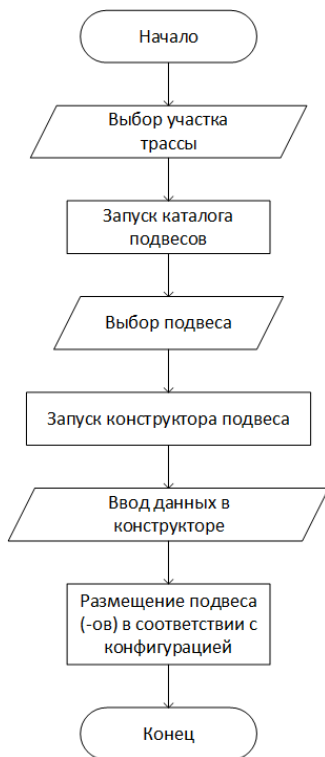 Начало
Выбор участка
трассы
Запуск каталога
подвесов
Выбор подвеса
Запуск конструктора подвеса
Ввод данных в
конструкторе
Размещение подвеса
(-ов) в соответствии с
конфигурацией
Конец